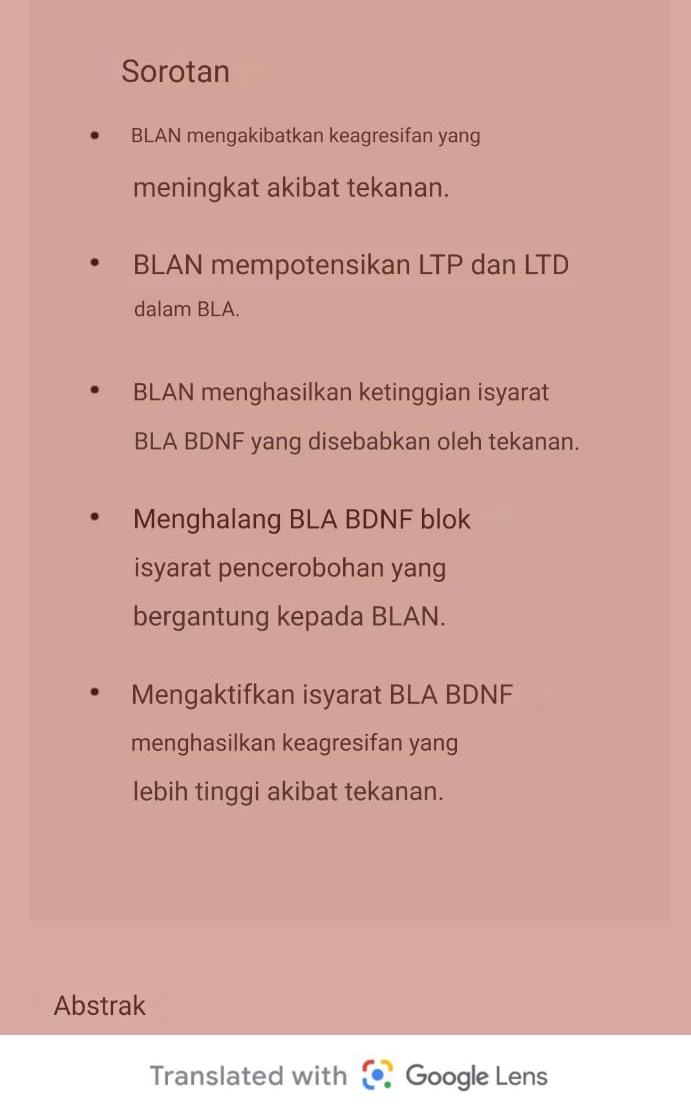 Sorotan
• BLAN mengakibatkan keagresifan yang
meningkat akibat tekanan.
• BLAN mempotensikan LTP dan LTD
dalam BLA.
• BLAN menghasilkan ketinggian isyarat
BLA BDNF yang disebabkan oleh tekanan.
• Menghalang BLA BDNF blok
isyarat pencerobohan yang
bergantung kepada BLAN.
• Mengaktifkan isyarat BLA BDNF
menghasilkan keagresifan yang
lebih tinggi akibat tekanan.
Abstrak
Translated with Google Lens